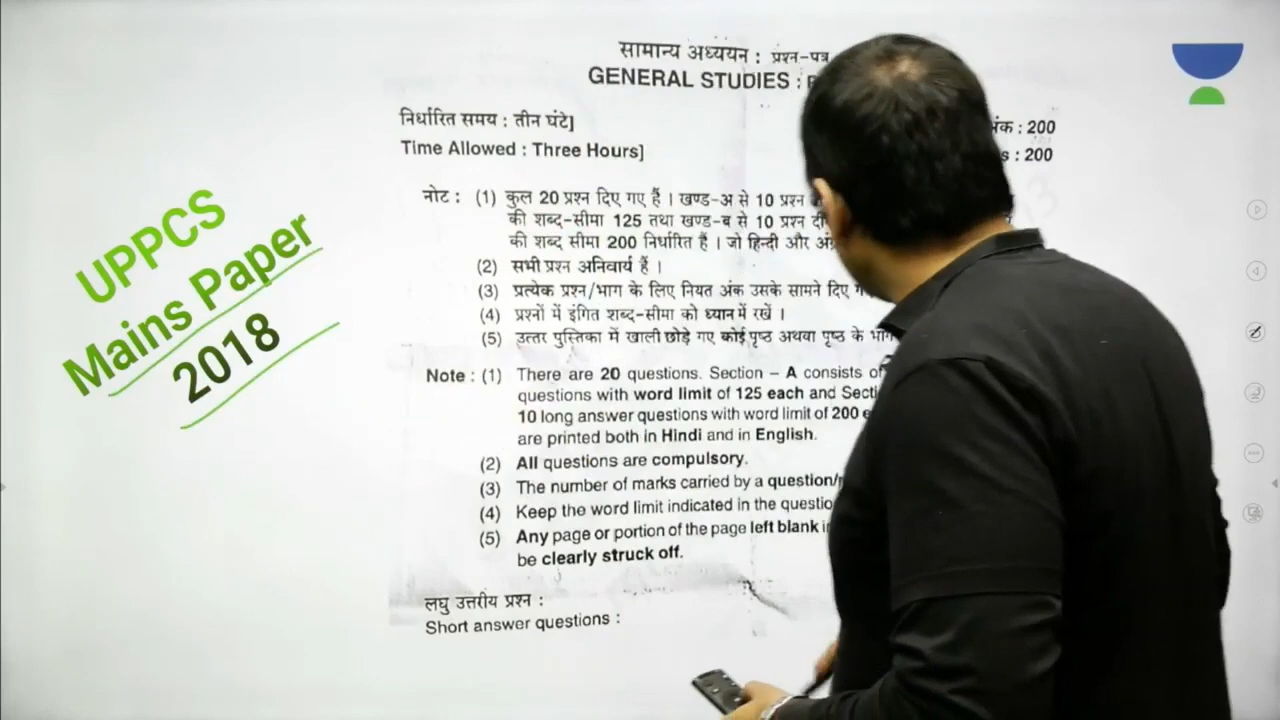 सामान्य अध्ययन : प्रश्न-पत्र
GENERAL STUDIES :
निर्धारित समय : तीन घंटे]
: 200
Time Allowed : Three Hours]
: 200
UPPCS
Mains Paper
2018
नोट : (1) कुल 20 प्रश्न दिए गए हैं । खण्ड-अ से 10 प्रश्न
की शब्द-सीमा 125 तथा खण्ड-ब से 10 प्रश्न
की शब्द सीमा 200 निर्धारित है । जो हिन्दी और
(2) सभी प्रश्न अनिवार्य हैं ।
(3) प्रत्येक प्रश्न/भाग के लिए नियत अंक उसके सामने दिए
(4) प्रश्नों में इंगित शब्द-सीमा को ध्यान में रखें ।
(5) उत्तर पुस्तिका में खाली छोड़े गए कोई पृष्ठ अथवा पृष्ठ के
Note : (1) There are 20 questions. Section – A consists of
questions with word limit of 125 each and
10 long answer questions with word limit of 200
are printed both in Hindi and in English.
(2) All questions are compulsory.
(3) The number of marks carried by a question/
(4) Keep the word limit indicated in the
(5) Any page or portion of the page left blank
be clearly struck off.
लघु उत्तरीय प्रश्न :
Short answer questions :